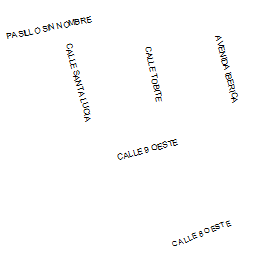 PASILLO SIN NOMBRE
CALLE SANTA LUCIA
CALLE TOBITE
AVENIDA IBERICA
CALLE 9 OESTE
CALLE 8 OESTE